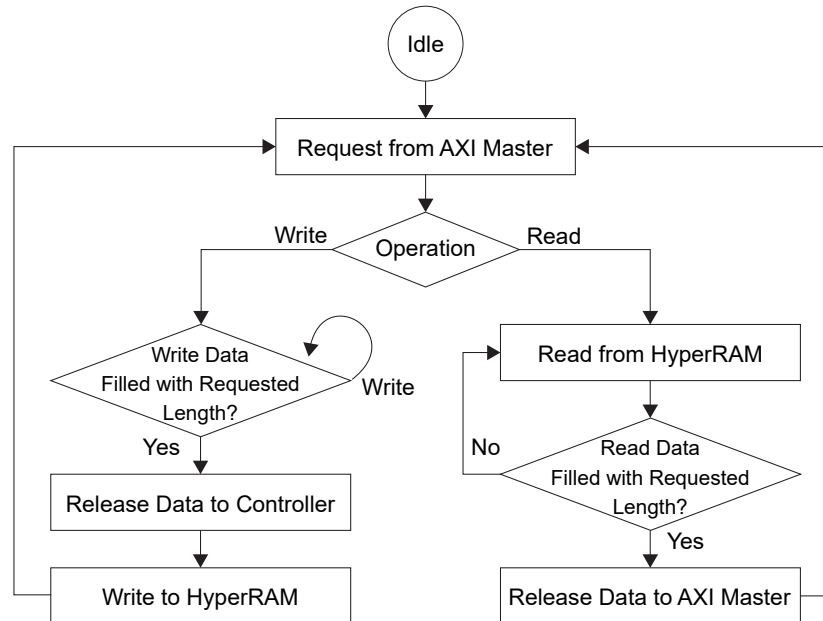 Idle
Request from AXI Master
Write
Operation
Read
Write Data
Filled with Requested
Length?
Write
Yes
Release Data to Controller
Write to HyperRAM
Read from HyperRAM
No
Read Data
Filled with Requested
Length?
Yes
Release Data to AXI Master